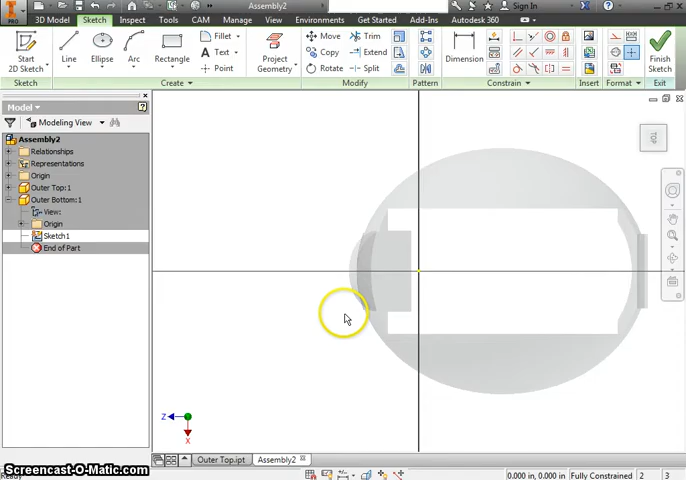 Assembly2
Sign In
PRO
3D Model Sketch Inspect Tools CAM Manage View Environments Get Started Add-Ins Autodesk 360
Start
2D Sketch
Line
Ellipse
Arc
Rectangle
Fillet
Text
Point
Project
Geometry
Move
Copy
Rotate
Trim
Extend
Split
Dimension
Finish
Sketch
Sketch Create Modify Pattern Constrain Insert Format Exit
Model
Modeling View
Assembly2
Relationships
Representations
Origin
Outer Top:1
Outer Bottom:1
View:
Origin
Sketch1
End of Part
TOP
Z
X
Outer Top.ipt Assembly2
Screencast-O-Matic.com
Ready
0.000 in, 0.000 in Fully Constrained 2 3